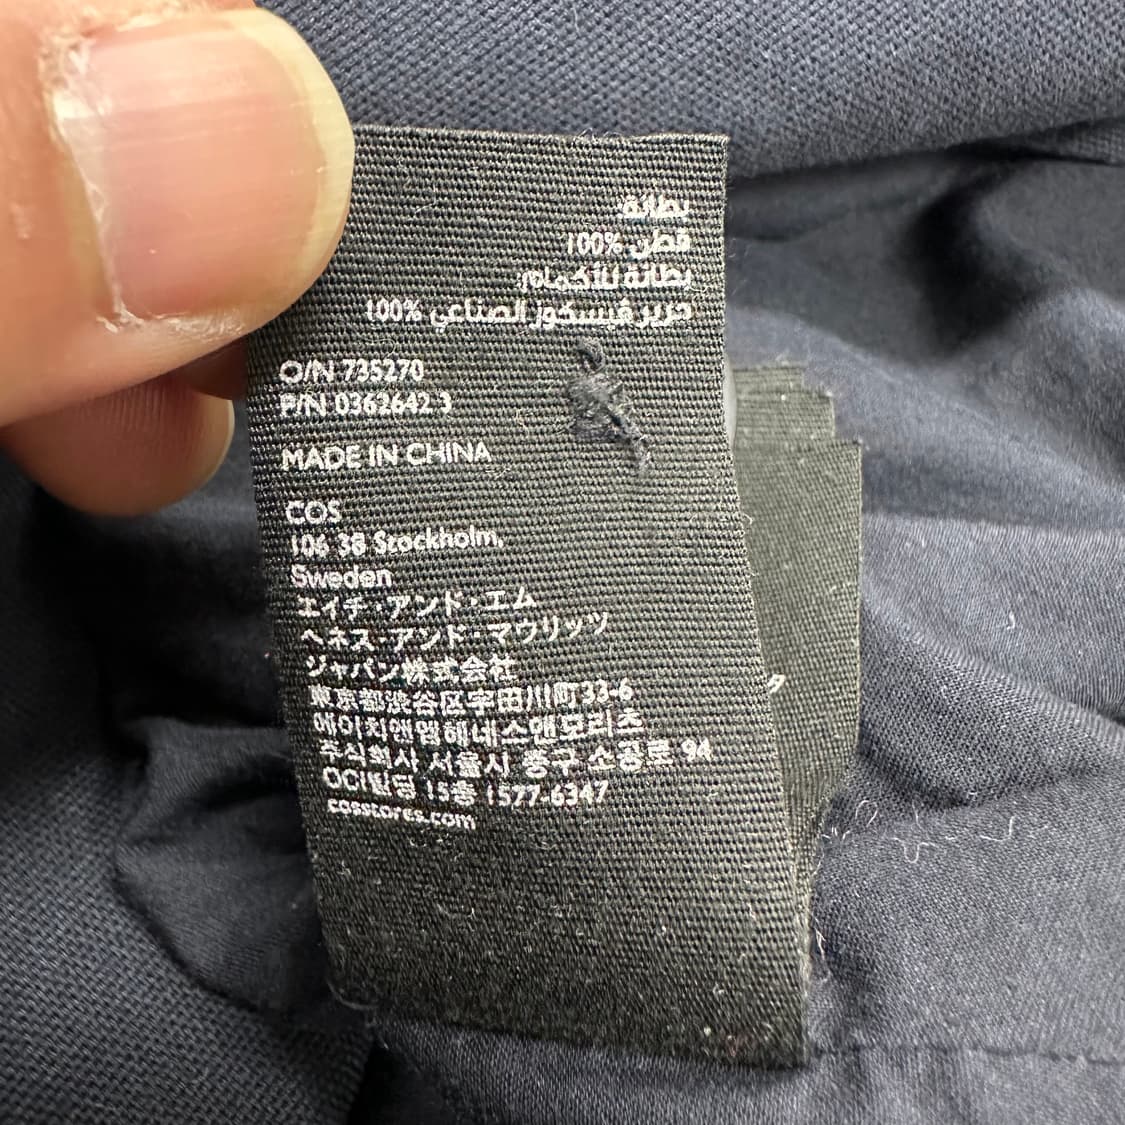 بطانة:
قطن 100%
بطانة للأكمام:
حرير ڤيسكوز الصناعي 100%
O/N 735270
P/N 0362642 3
MADE IN CHINA
COS
106 38 Stockholm,
Sweden
エイチ・アンド・エム
ヘネス・アンド・マウリッツ
ジャパン株式会社
東京都渋谷区宇田川町33-6
에이치앤엠헤네스앤모리츠
주식회사 서울시 중구 소공로 94
OCI빌딩 15층 1577-6347
cosstores.com